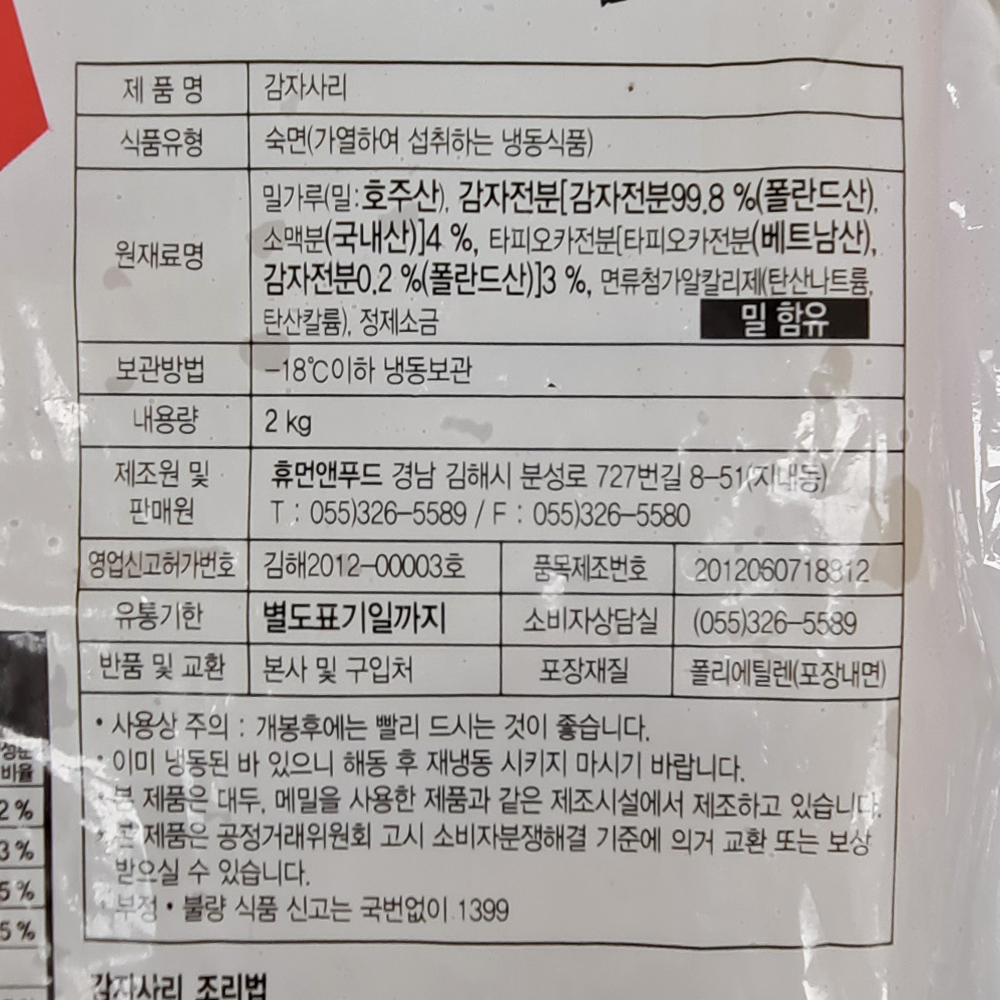 제품명 감자사리
식품유형 숙면(가열하여 섭취하는 냉동식품)
원재료명 밀가루(밀:호주산), 감자전분[감자전분99.8 %(폴란드산),
소맥분(국내산)]4 %, 타피오카전분[타피오카전분(베트남산),
감자전분0.2 %(폴란드산)]3 %, 면류첨가알칼리제(탄산나트륨,
탄산칼륨), 정제소금
밀 함유
보관방법 -18℃이하 냉동보관
내용량 2 kg
제조원 및 판매원 휴먼앤푸드 경남 김해시 분성로 727번길 8-51(지내동)
T : 055)326-5589 / F : 055)326-5580
영업신고허가번호 김해2012-00003호 품목제조번호 2012060718812
유통기한 별도표기일까지 소비자상담실 (055)326-5589
반품 및 교환 본사 및 구입처 포장재질 폴리에틸렌(포장내면)
• 사용상 주의 : 개봉후에는 빨리 드시는 것이 좋습니다.
• 이미 냉동된 바 있으니 해동 후 재냉동 시키지 마시기 바랍니다.
• 본 제품은 대두, 메밀을 사용한 제품과 같은 제조시설에서 제조하고 있습니다.
• 본 제품은 공정거래위원회 고시 소비자분쟁해결 기준에 의거 교환 또는 보상
받으실 수 있습니다.
• 부정 • 불량 식품 신고는 국번없이 1399
성분
비율
2 %
3 %
5 %
5 %
감자사리 조리법